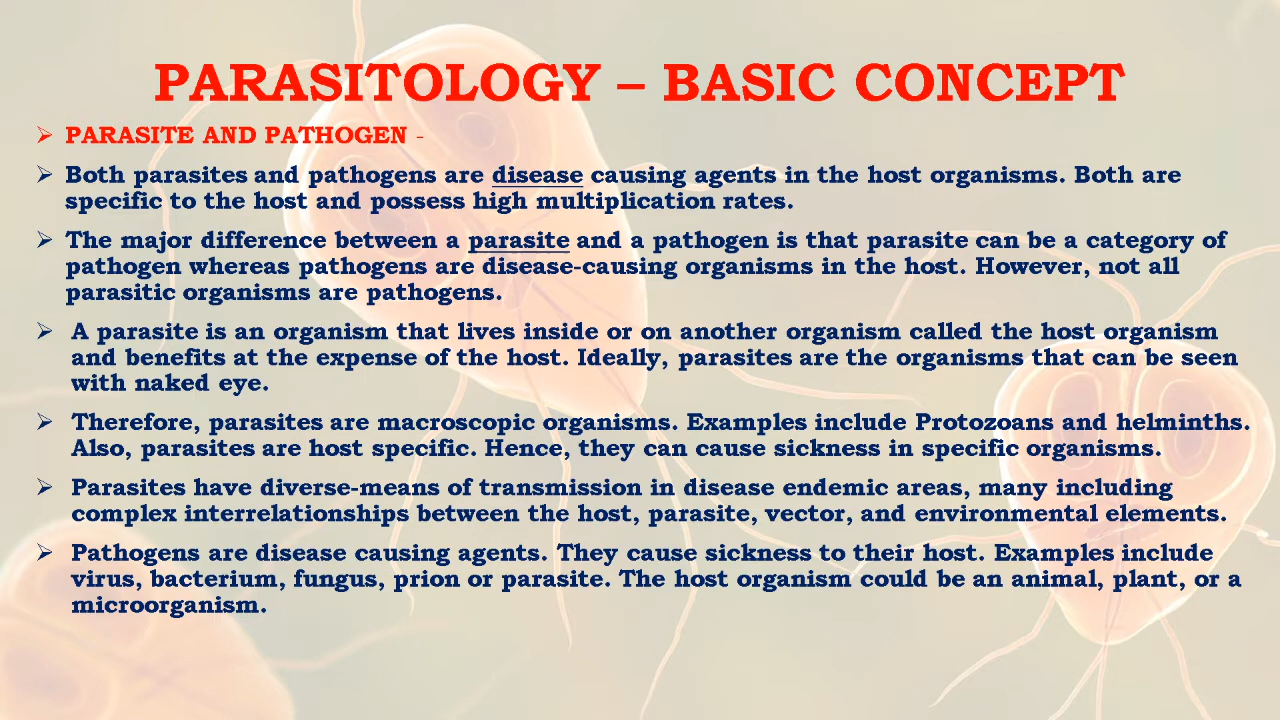 PARASITOLOGY – BASIC CONCEPT
➢ PARASITE AND PATHOGEN -
➢ Both parasites and pathogens are disease causing agents in the host organisms. Both are
specific to the host and possess high multiplication rates.
➢ The major difference between a parasite and a pathogen is that parasite can be a category of
pathogen whereas pathogens are disease-causing organisms in the host. However, not all
parasitic organisms are pathogens.
➢ A parasite is an organism that lives inside or on another organism called the host organism
and benefits at the expense of the host. Ideally, parasites are the organisms that can be seen
with naked eye.
➢ Therefore, parasites are macroscopic organisms. Examples include Protozoans and helminths.
Also, parasites are host specific. Hence, they can cause sickness in specific organisms.
➢ Parasites have diverse-means of transmission in disease endemic areas, many including
complex interrelationships between the host, parasite, vector, and environmental elements.
➢ Pathogens are disease causing agents. They cause sickness to their host. Examples include
virus, bacterium, fungus, prion or parasite. The host organism could be an animal, plant, or a
microorganism.